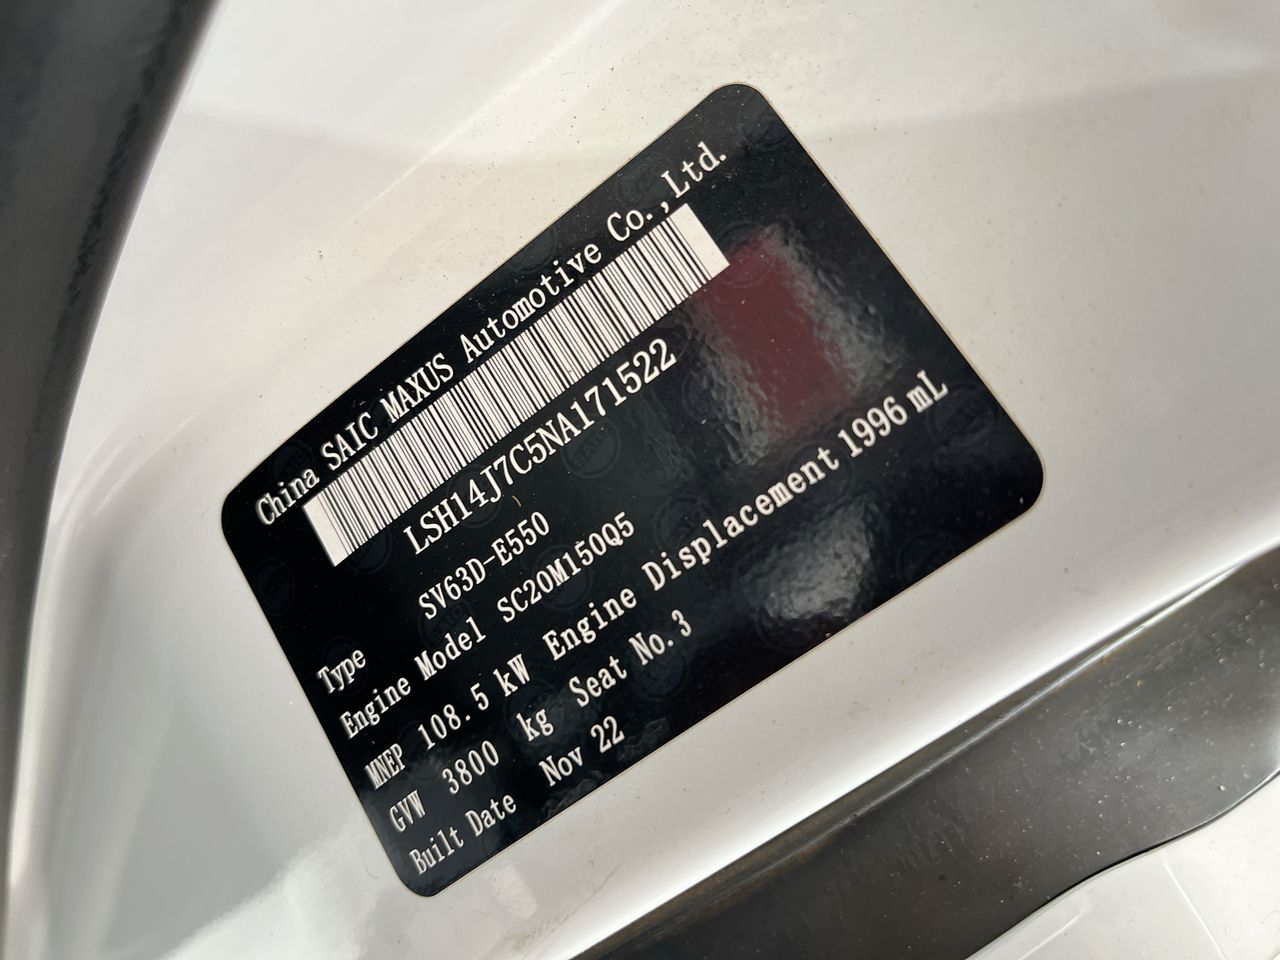 China SAIC MAXUS Automotive Co.,Ltd.
LSH14J7C5NA171522
Type SV63D-E550
Engine Model SC20M150Q5
MNEP 108.5 kW Engine Displacement 1996 mL
GVW 3800 kg Seat No.3
Built Date Nov 22